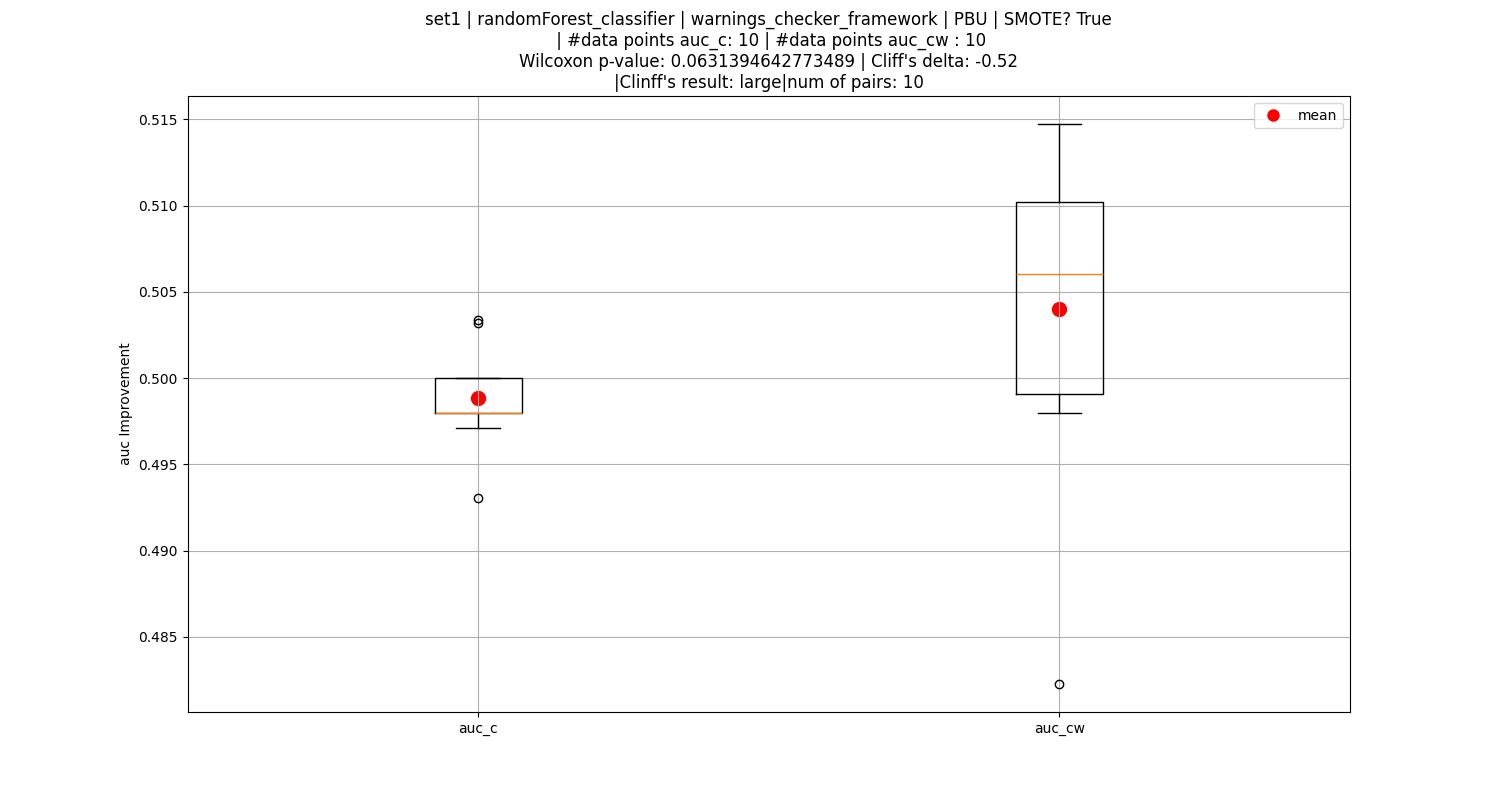 set1 | randomForest_classifier | warnings_checker_framework | PBU | SMOTE? True
| #data points auc_c: 10 | #data points auc_cw : 10
Wilcoxon p-value: 0.0631394642773489 | Cliff's delta: -0.52
|Clinff's result: large|num of pairs: 10
mean
0.515
0.510
0.505
0.500
0.495
0.490
0.485
auc Improvement
auc_c
auc_cw